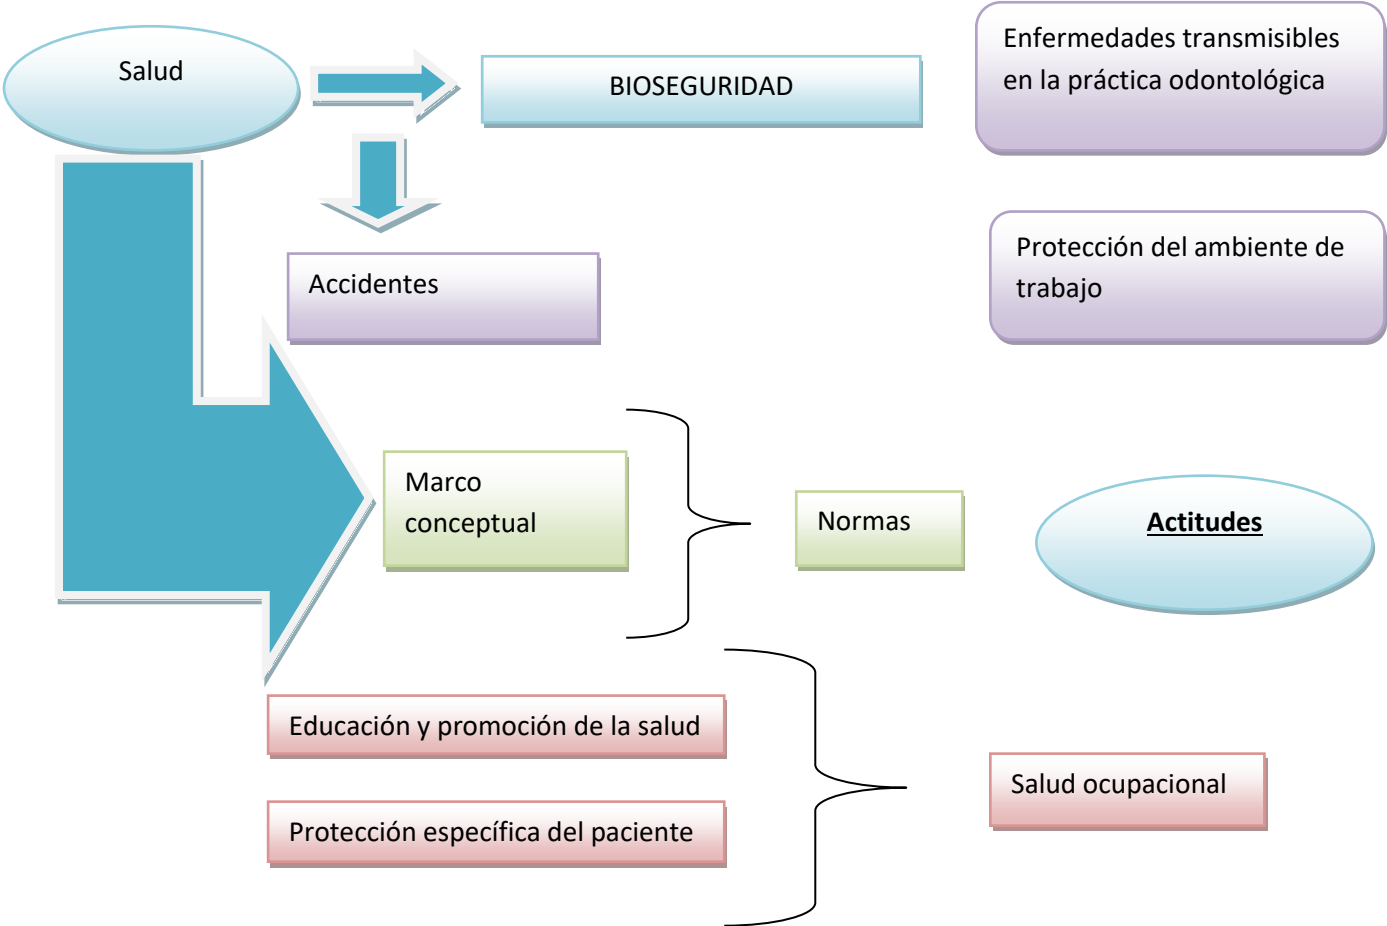 Salud
BIOSEGURIDAD
Enfermedades transmisibles
en la práctica odontológica
Protección del ambiente de
trabajo
Accidentes
Marco
conceptual
Normas
Actitudes
Educación y promoción de la salud
Protección específica del paciente
Salud ocupacional